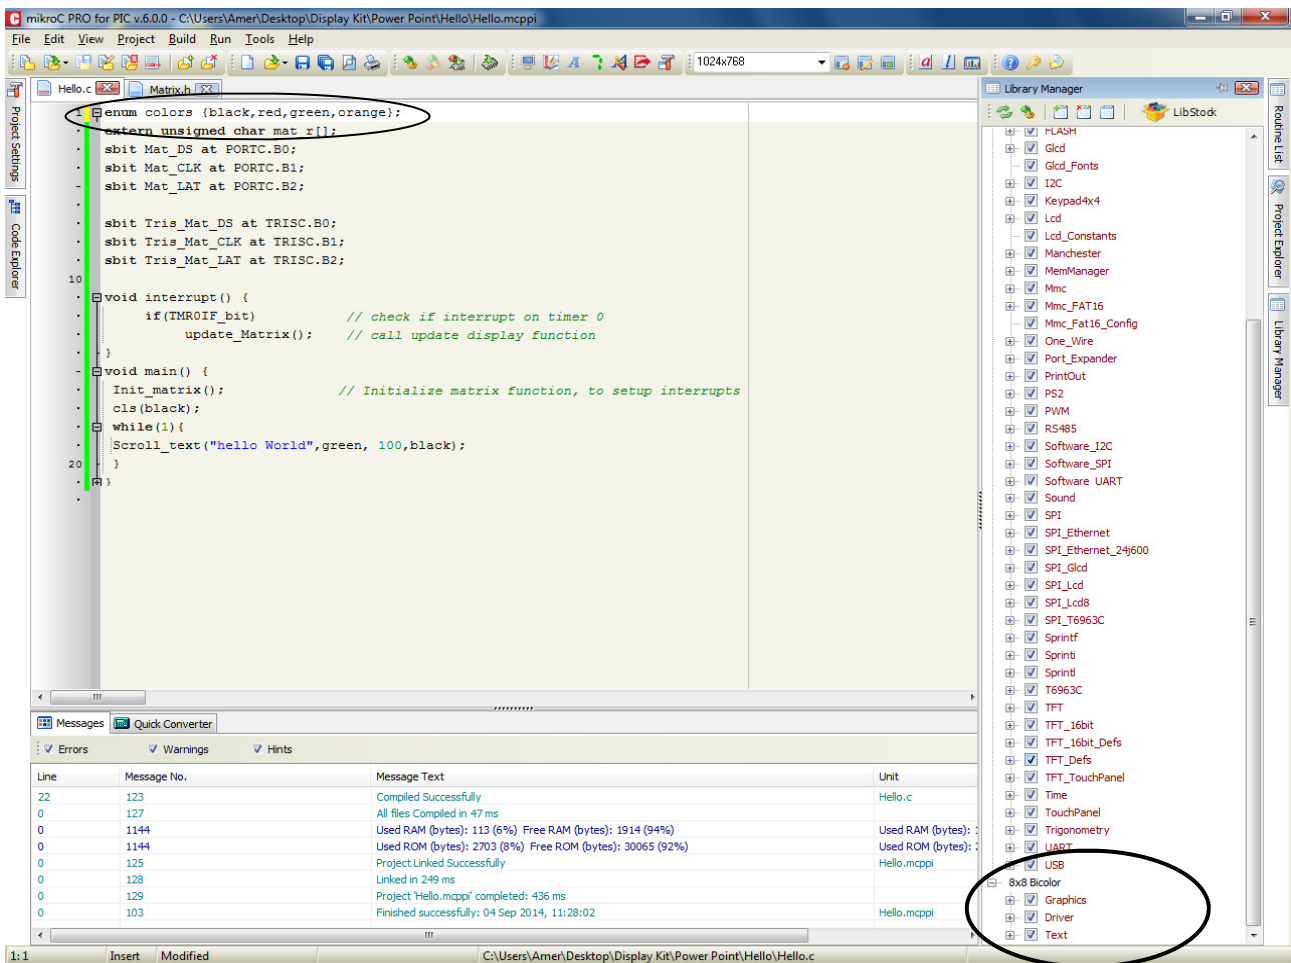 mikroC PRO for PIC v.6.0.0 - C:\Users\Amer\Desktop\Display Kit\Power Point\Hello\Hello.mcppi
File Edit View Project Build Run Tools Help
1024x768
Hello.c Matrix.h
Project Settings
Code Explorer
1 enum colors {black,red,green,orange};
extern unsigned char mat_r[];
sbit Mat_DS at PORTC.B0;
sbit Mat_CLK at PORTC.B1;
sbit Mat_LAT at PORTC.B2;
sbit Tris_Mat_DS at TRISC.B0;
sbit Tris_Mat_CLK at TRISC.B1;
sbit Tris_Mat_LAT at TRISC.B2;
10
void interrupt() {
if(TMR0IF_bit) // check if interrupt on timer 0
update_Matrix(); // call update display function
}
void main() {
Init_matrix(); // Initialize matrix function, to setup interrupts
cls(black);
while(1){
Scroll_text("hello World",green, 100,black);
20 }
}
Library Manager
LibStock
FLASH
Glcd
Glcd_Fonts
I2C
Keypad4x4
Lcd
Lcd_Constants
Manchester
MemManager
Mmc
Mmc_FAT16
Mmc_Fat16_Config
One_Wire
Port_Expander
PrintOut
PS2
PWM
RS485
Software_I2C
Software_SPI
Software UART
Sound
SPI
SPI_Ethernet
SPI_Ethernet_24j600
SPI_Glcd
SPI_Lcd
SPI_Lcd8
SPI_T6963C
Sprintf
Sprinti
Sprintl
T6963C
TFT
TFT_16bit
TFT_16bit_Defs
TFT_Defs
TFT_TouchPanel
Time
TouchPanel
Trigonometry
UART
USB
8x8 Bicolor
Graphics
Driver
Text
Routine List
Project Explorer
Library Manager
Messages Quick Converter
Errors Warnings Hints
Line Message No. Message Text Unit
22 123 Compiled Successfully Hello.c
0 127 All files Compiled in 47 ms
0 1144 Used RAM (bytes): 113 (6%) Free RAM (bytes): 1914 (94%) Used RAM (bytes):
0 1144 Used ROM (bytes): 2703 (8%) Free ROM (bytes): 30065 (92%) Used ROM (bytes):
0 125 Project Linked Successfully Hello.mcppi
0 128 Linked in 249 ms
0 129 Project 'Hello.mcppi' completed: 436 ms
0 103 Finished successfully: 04 Sep 2014, 11:28:02 Hello.mcppi
1:1 Insert Modified C:\Users\Amer\Desktop\Display Kit\Power Point\Hello\Hello.c